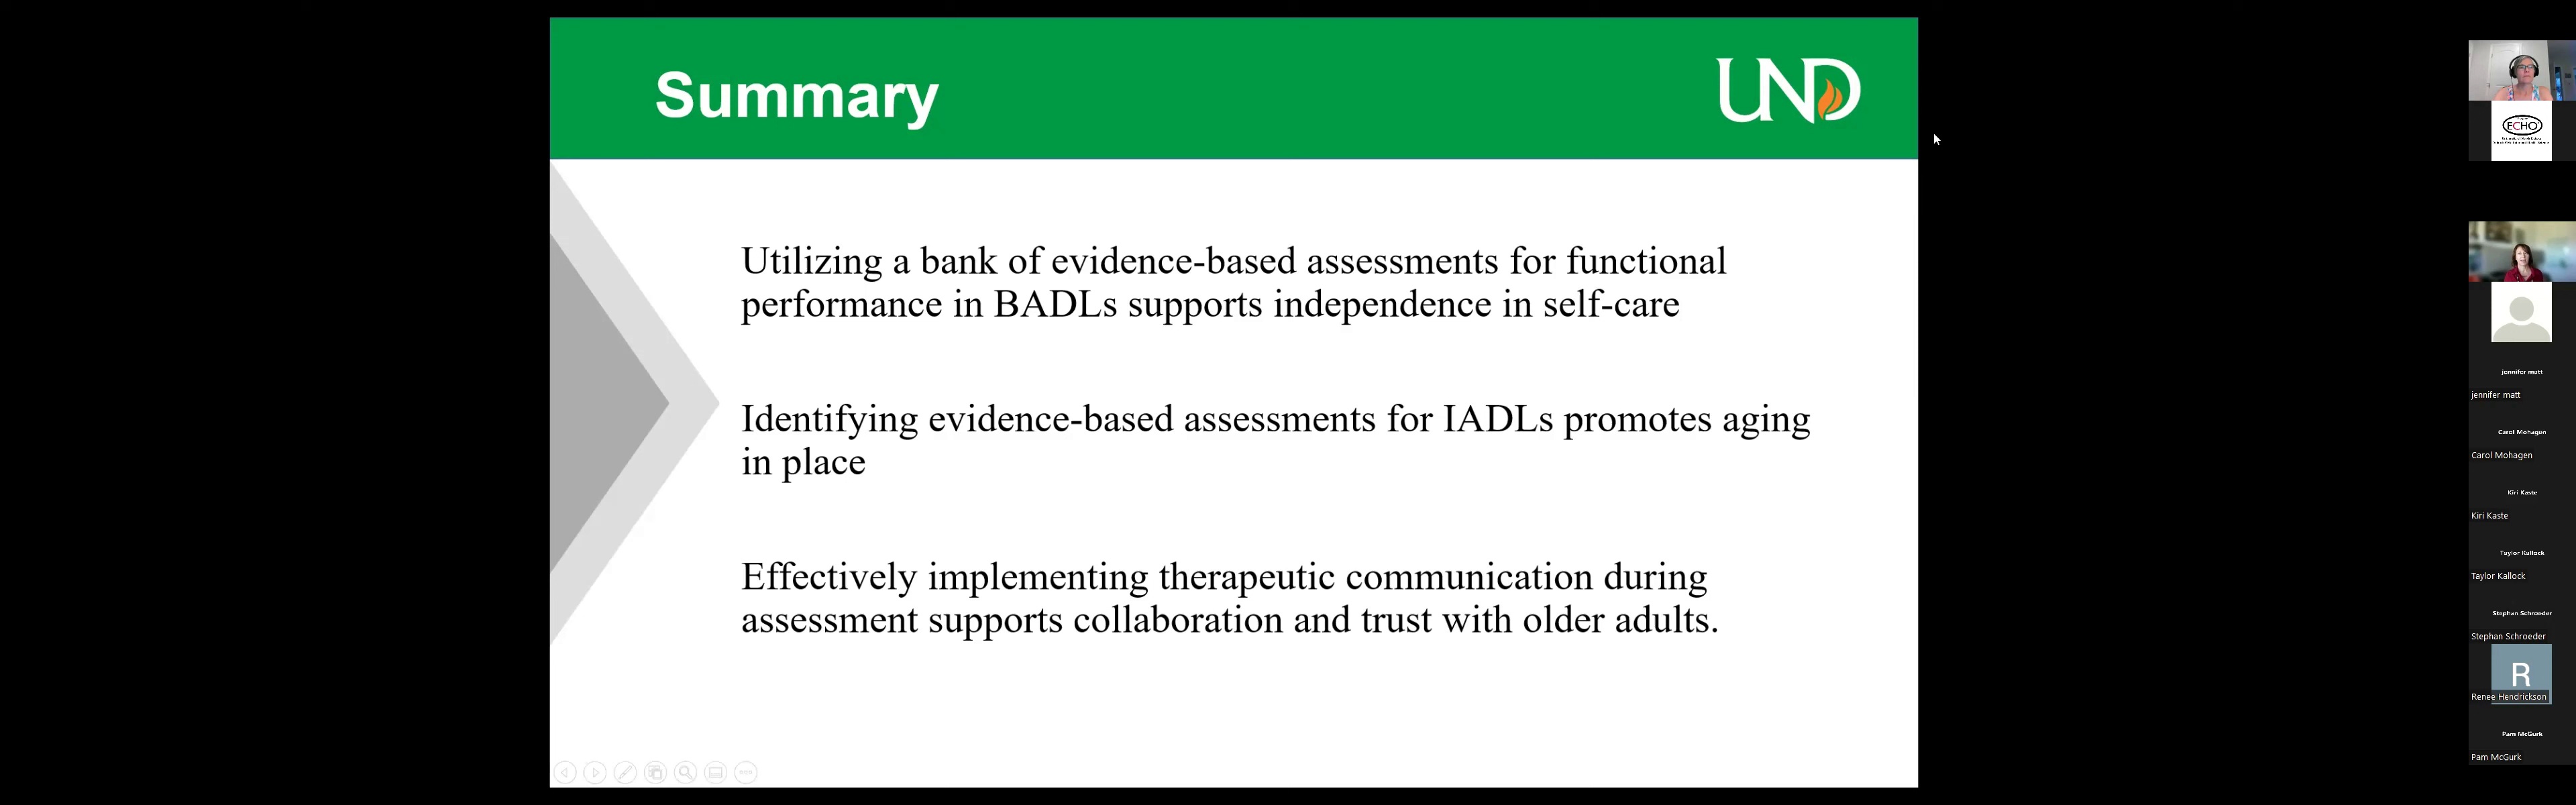 Summary
UND
Utilizing a bank of evidence-based assessments for functional
performance in BADLs supports independence in self-care
Identifying evidence-based assessments for IADLs promotes aging
in place
Effectively implementing therapeutic communication during
assessment supports collaboration and trust with older adults.
ECHO
jennifer matt
jennifer matt
Carol Mohagen
Carol Mohagen
Kiri Kaste
Kiri Kaste
Taylor Kallock
Taylor Kallock
Stephan Schroeder
Stephan Schroeder
R
Renee Hendrickson
Pam McGurk
Pam McGurk